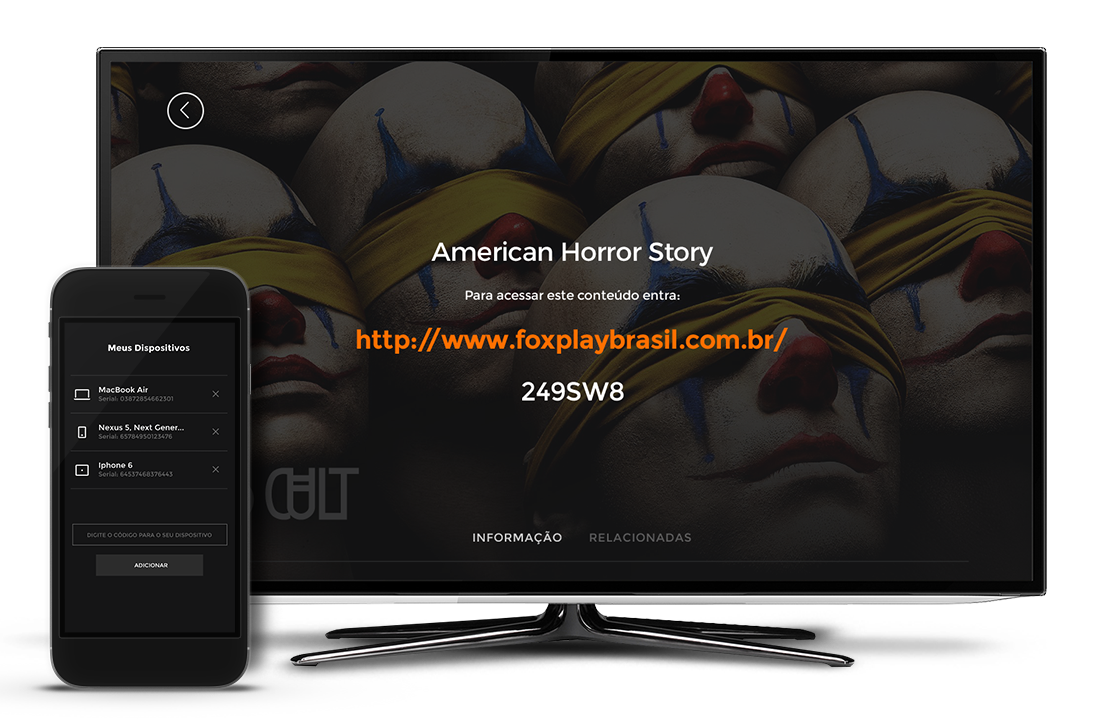 American Horror Story
Para acessar este conteúdo entra:
http://www.foxplaybrasil.com.br/
249SW8
CULT
INFORMAÇÃO RELACIONADAS
Meus Dispositivos
MacBook Air
Serial: 03872854662301
Nexus 5, Next Gener...
Serial: 65784950123476
Iphone 6
Serial: 64537468376443
DIGITE O CÓDIGO PARA O SEU DISPOSITIVO
ADICIONAR